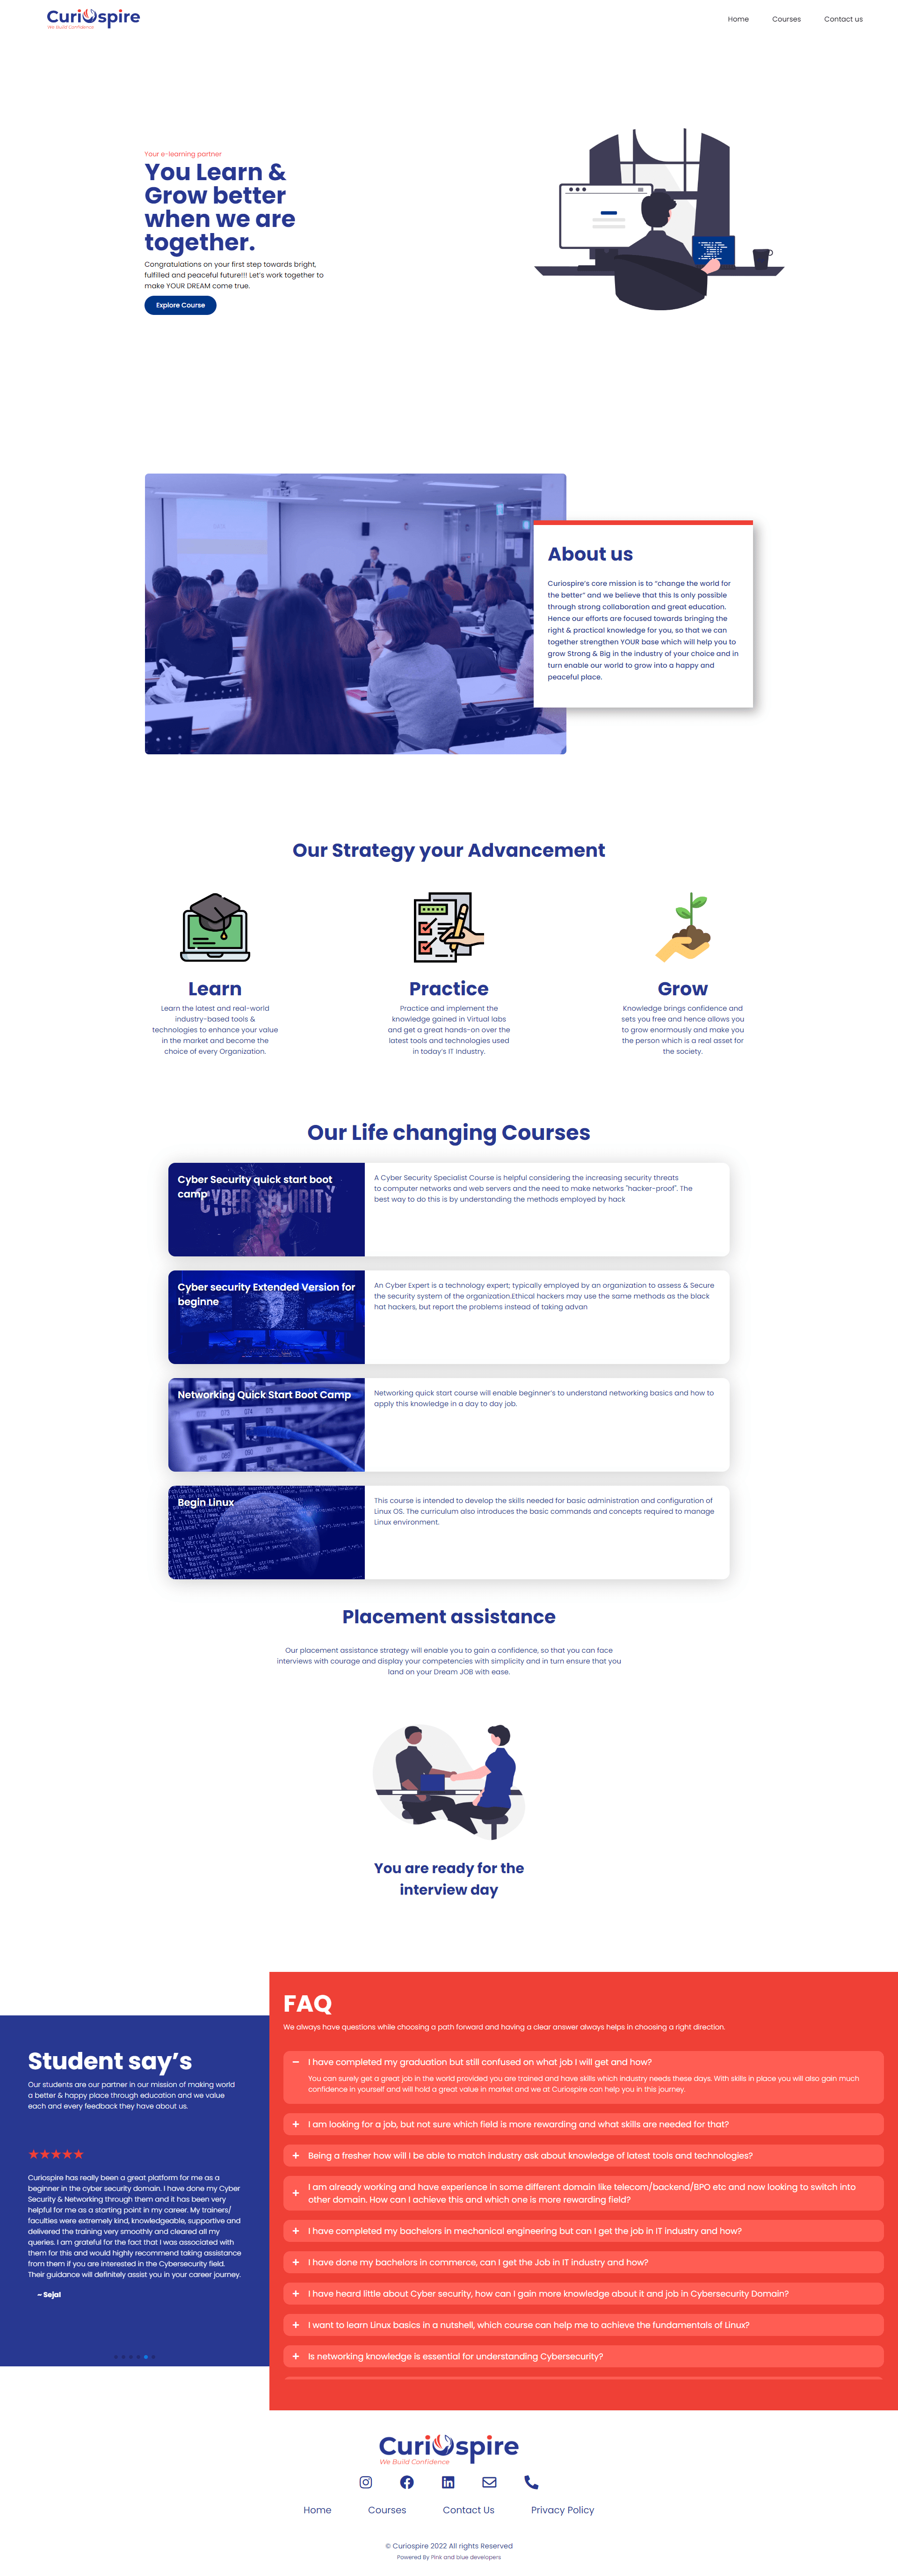 Curiospire
We Build Confidence
Home Courses Contact us
Your e-learning partner
You Learn &
Grow better
when we are
together.
Congratulations on your first step towards bright,
fulfilled and peaceful future!!! Let's work together to
make YOUR DREAM come true.
Explore Course
About us
Curiospire's core mission is to "change the world for
the better" and we believe that this Is only possible
through strong collaboration and great education.
Hence our efforts are focused towards bringing the
right & practical knowledge for you, so that we can
together strengthen YOUR base which will help you to
grow Strong & Big in the industry of your choice and in
turn enable our world to grow into a happy and
peaceful place.
Our Strategy your Advancement
Learn
Learn the latest and real-world
industry-based tools &
technologies to enhance your value
in the market and become the
choice of every Organization.
Practice
Practice and implement the
knowledge gained in Virtual labs
and get a great hands-on over the
latest tools and technologies used
in today's IT Industry.
Grow
Knowledge brings confidence and
sets you free and hence allows you
to grow enormously and make you
the person which is a real asset for
the society.
Our Life changing Courses
Cyber Security quick start boot
camp
CYBER SECURITY
A Cyber Security Specialist Course is helpful considering the increasing security threats
to computer networks and web servers and the need to make networks "hacker-proof". The
best way to do this is by understanding the methods employed by hack
Cyber security Extended Version for
beginne
An Cyber Expert is a technology expert; typically employed by an organization to assess & Secure
the security system of the organization.Ethical hackers may use the same methods as the black
hat hackers, but report the problems instead of taking advan
Networking Quick Start Boot Camp
Networking quick start course will enable beginner's to understand networking basics and how to
apply this knowledge in a day to day job.
Begin Linux
This course is intended to develop the skills needed for basic administration and configuration of
Linux OS. The curriculum also introduces the basic commands and concepts required to manage
Linux environment.
Placement assistance
Our placement assistance strategy will enable you to gain a confidence, so that you can face
interviews with courage and display your competencies with simplicity and in turn ensure that you
land on your Dream JOB with ease.
You are ready for the
interview day
Student say's
Our students are our partner in our mission of making world
a better & happy place through education and we value
each and every feedback they have about us.
Curiospire has really been a great platform for me as a
beginner in the cyber security domain. I have done my Cyber
Security & Networking through them and it has been very
helpful for me as a starting point in my career. My trainers/
faculties were extremely kind, knowledgeable, supportive and
delivered the training very smoothly and cleared all my
queries. I am grateful for the fact that I was associated with
them for this and would highly recommend taking assistance
from them if you are interested in the Cybersecurity field.
Their guidance will definitely assist you in your career journey.
~ Sejal
FAQ
We always have questions while choosing a path forward and having a clear answer always helps in choosing a right direction.
I have completed my graduation but still confused on what job I will get and how?
You can surely get a great job in the world provided you are trained and have skills which industry needs these days. With skills in place you will also gain much
confidence in yourself and will hold a great value in market and we at Curiospire can help you in this journey.
I am looking for a job, but not sure which field is more rewarding and what skills are needed for that?
Being a fresher how will I be able to match industry ask about knowledge of latest tools and technologies?
I am already working and have experience in some different domain like telecom/backend/BPO etc and now looking to switch into
other domain. How can I achieve this and which one is more rewarding field?
I have completed my bachelors in mechanical engineering but can I get the job in IT industry and how?
I have done my bachelors in commerce, can I get the Job in IT industry and how?
I have heard little about Cyber security, how can I gain more knowledge about it and job in Cybersecurity Domain?
I want to learn Linux basics in a nutshell, which course can help me to achieve the fundamentals of Linux?
Is networking knowledge is essential for understanding Cybersecurity?
Curiospire
We Build Confidence
Home Courses Contact Us Privacy Policy
© Curiospire 2022 All rights Reserved
Powered By Pink and blue developers